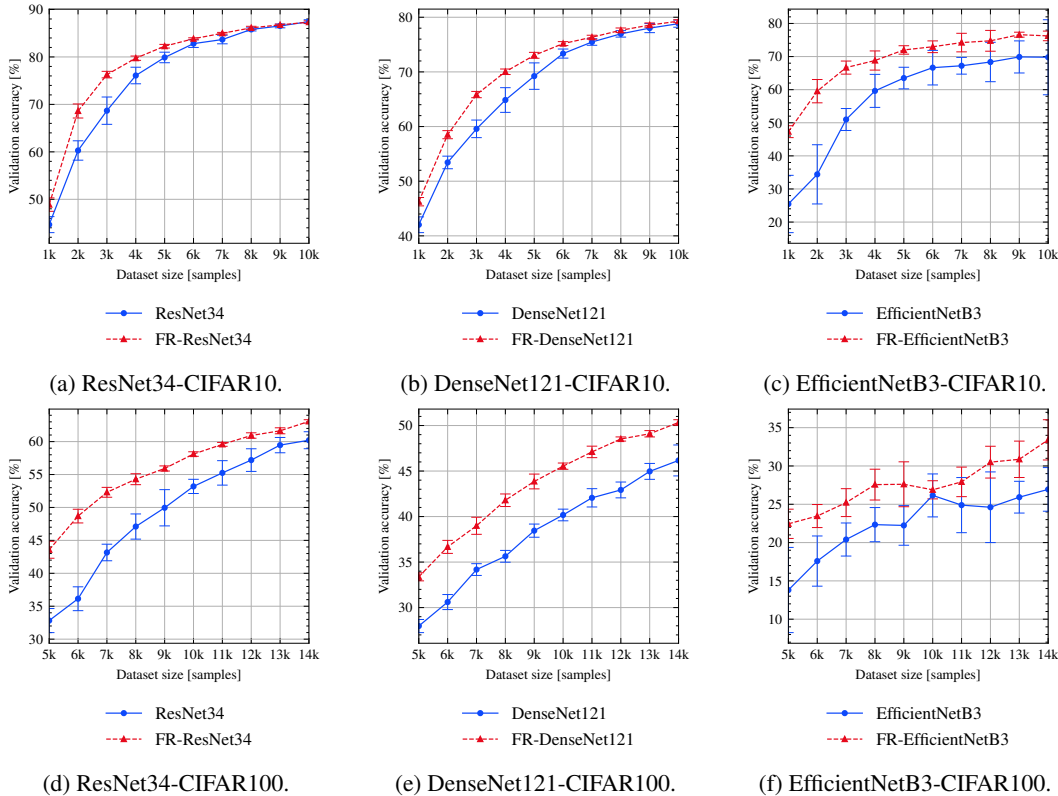 90
80
70
60
50
Validation accuracy [%]
1k 2k 3k 4k 5k 6k 7k 8k 9k 10k
Dataset size [samples]
ResNet34
FR-ResNet34
(a) ResNet34-CIFAR10.
80
70
60
50
40
Validation accuracy [%]
1k 2k 3k 4k 5k 6k 7k 8k 9k 10k
Dataset size [samples]
DenseNet121
FR-DenseNet121
(b) DenseNet121-CIFAR10.
80
70
60
50
40
30
20
Validation accuracy [%]
1k 2k 3k 4k 5k 6k 7k 8k 9k 10k
Dataset size [samples]
EfficientNetB3
FR-EfficientNetB3
(c) EfficientNetB3-CIFAR10.
60
55
50
45
40
35
30
Validation accuracy [%]
5k 6k 7k 8k 9k 10k 11k 12k 13k 14k
Dataset size [samples]
ResNet34
FR-ResNet34
(d) ResNet34-CIFAR100.
50
45
40
35
30
Validation accuracy [%]
5k 6k 7k 8k 9k 10k 11k 12k 13k 14k
Dataset size [samples]
DenseNet121
FR-DenseNet121
(e) DenseNet121-CIFAR100.
35
30
25
20
15
10
Validation accuracy [%]
5k 6k 7k 8k 9k 10k 11k 12k 13k 14k
Dataset size [samples]
EfficientNetB3
FR-EfficientNetB3
(f) EfficientNetB3-CIFAR100.